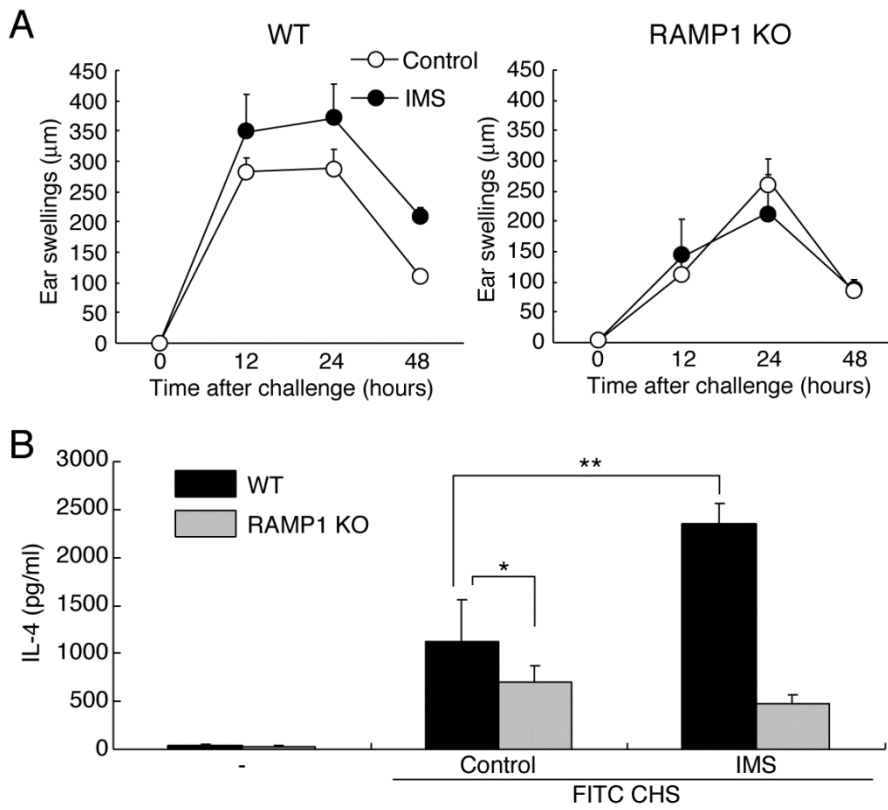 A
WT
RAMP1 KO
Control
IMS
Ear swellings (μm)
450
400
350
300
250
200
150
100
50
0
0 12 24 48
Time after challenge (hours)
Ear swellings (μm)
450
400
350
300
250
200
150
100
50
0
0 12 24 48
Time after challenge (hours)
B
WT
RAMP1 KO
IL-4 (pg/ml)
3000
2500
2000
1500
1000
500
0
**
*
- Control IMS
FITC CHS